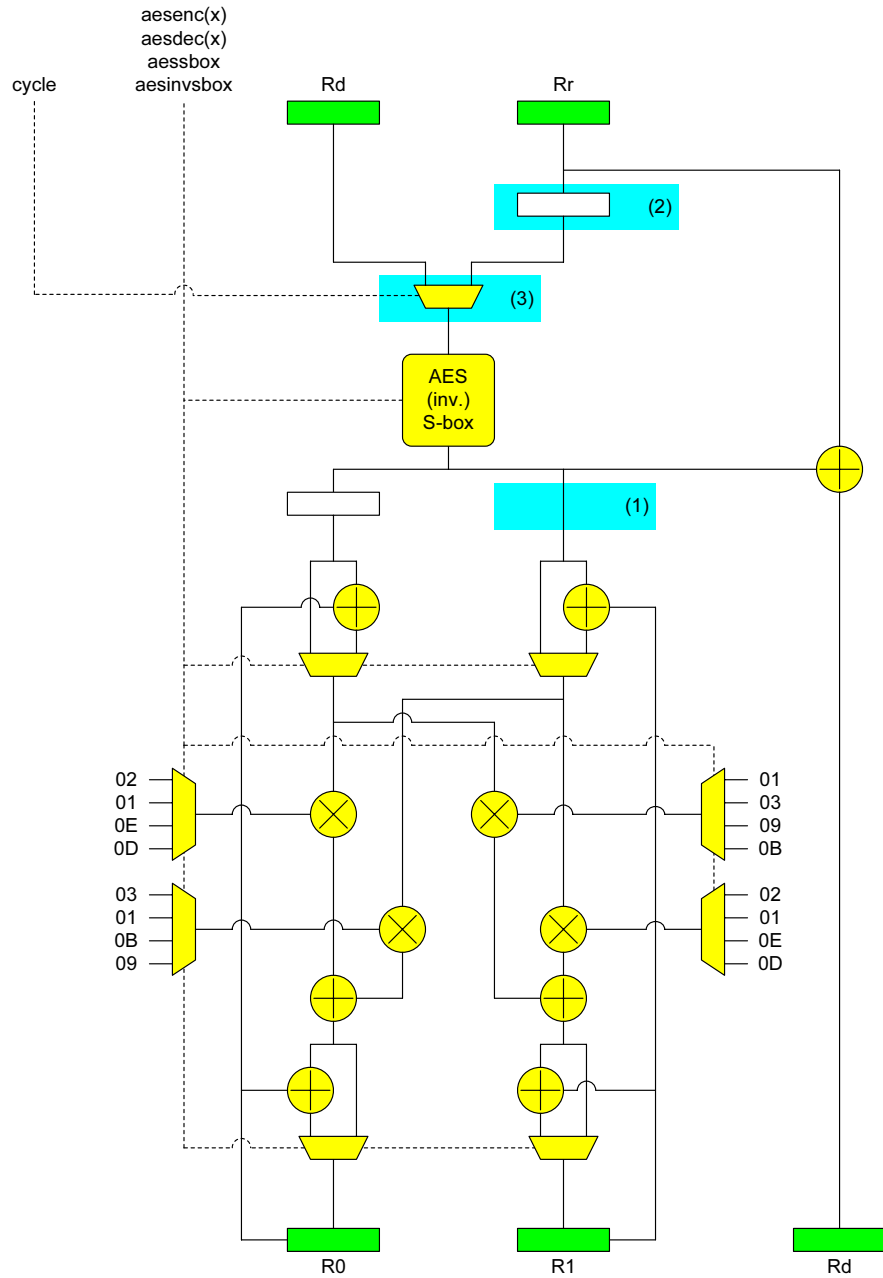 aesenc(x)
aesdec(x)
aessbox
aesinvsbox
cycle
Rd
Rr
(2)
(3)
AES
(inv.)
S-box
(1)
02
01
0E
0D
01
03
09
0B
03
01
0B
09
02
01
0E
0D
R0
R1
Rd